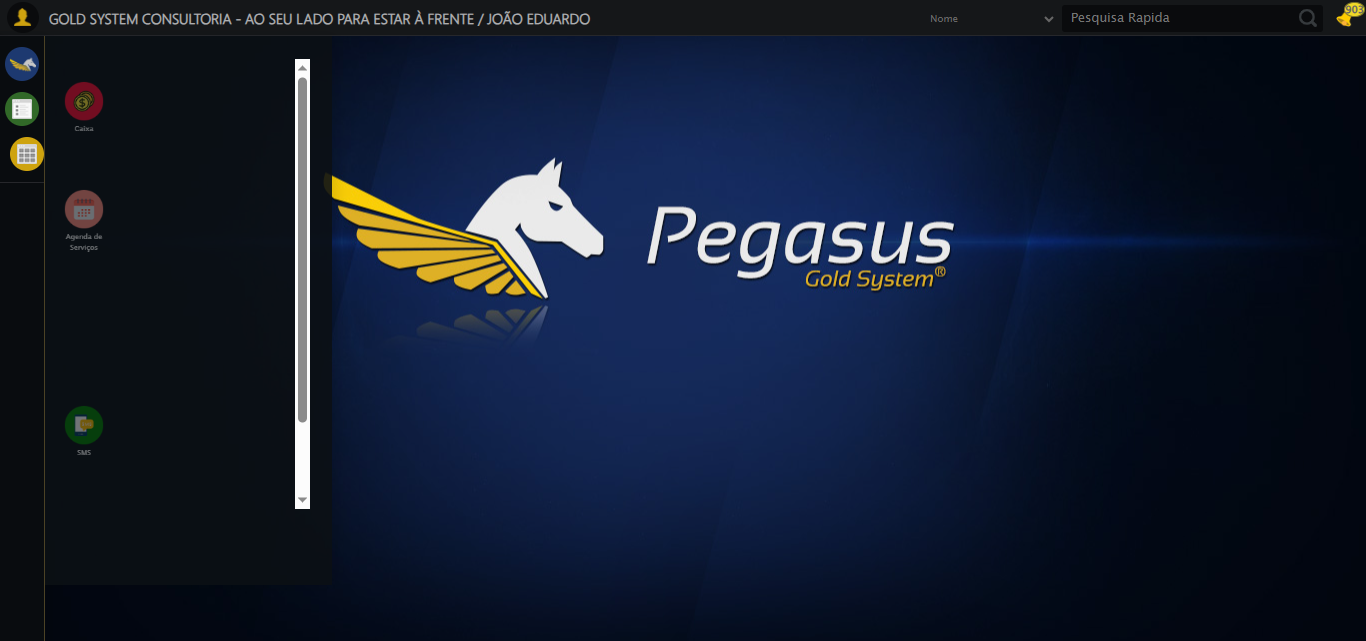 GOLD SYSTEM CONSULTORIA - AO SEU LADO PARA ESTAR À FRENTE / JOÃO EDUARDO
Nome
Pesquisa Rapida
903
Caixa
Agenda de
Serviços
Pegasus
Gold System®
SMS